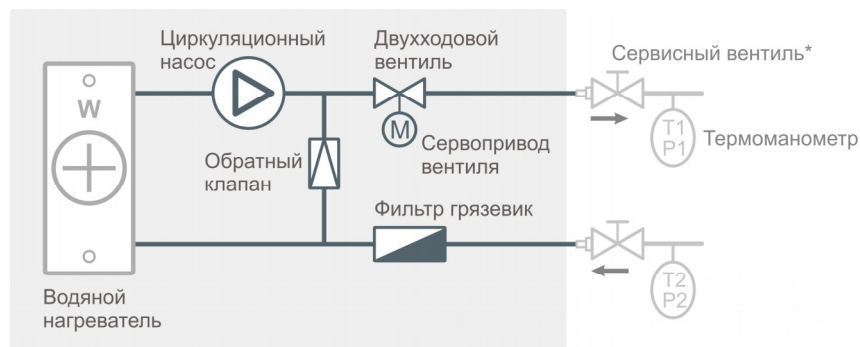 Циркуляционный
насос
Двухходовой
вентиль
Сервисный вентиль*
W
M
T1
P1
Термоманометр
Сервопривод
вентиля
Обратный
клапан
Фильтр грязевик
T2
P2
Водяной
нагреватель